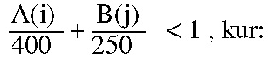 Λ(i)/400 + B(j)/250 < 1 , kur: